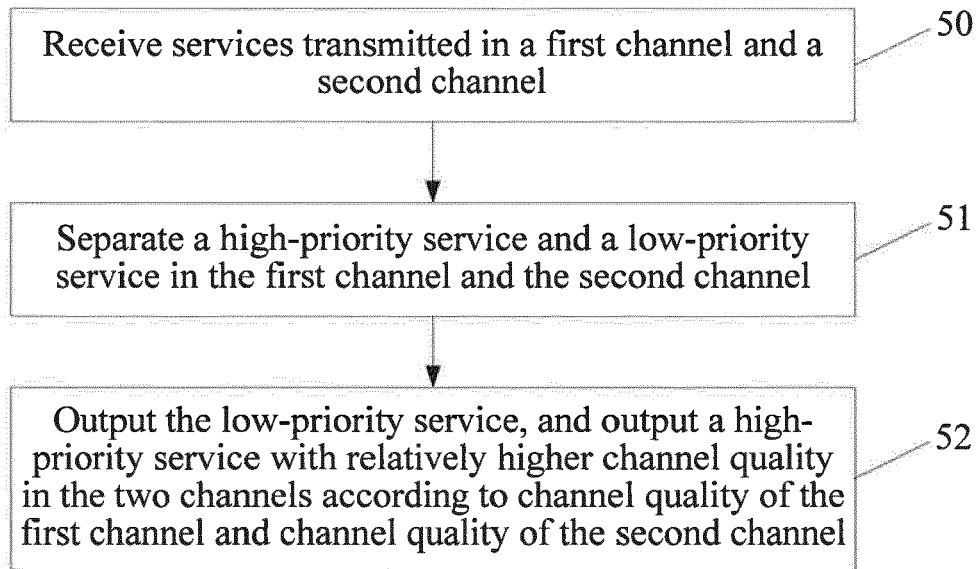 Receive services transmitted in a first channel and a
second channel
50
Separate a high-priority service and a low-priority
service in the first channel and the second channel
51
Output the low-priority service, and output a high-
priority service with relatively higher channel quality
in the two channels according to channel quality of the
first channel and channel quality of the second channel
52